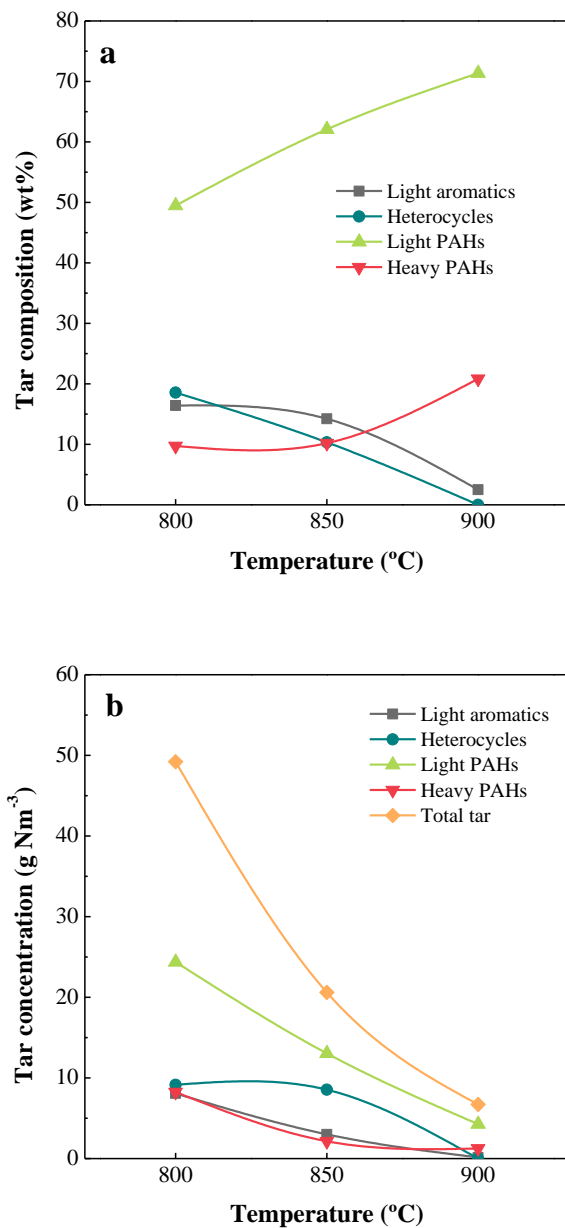 a
80
70
60
50
40
30
20
10
0
Tar composition (wt%)
Light aromatics
Heterocycles
Light PAHs
Heavy PAHs
800
850
900
Temperature (ºC)
b
60
50
40
30
20
10
0
Tar concentration (g Nm⁻³)
Light aromatics
Heterocycles
Light PAHs
Heavy PAHs
Total tar
800
850
900
Temperature (ºC)